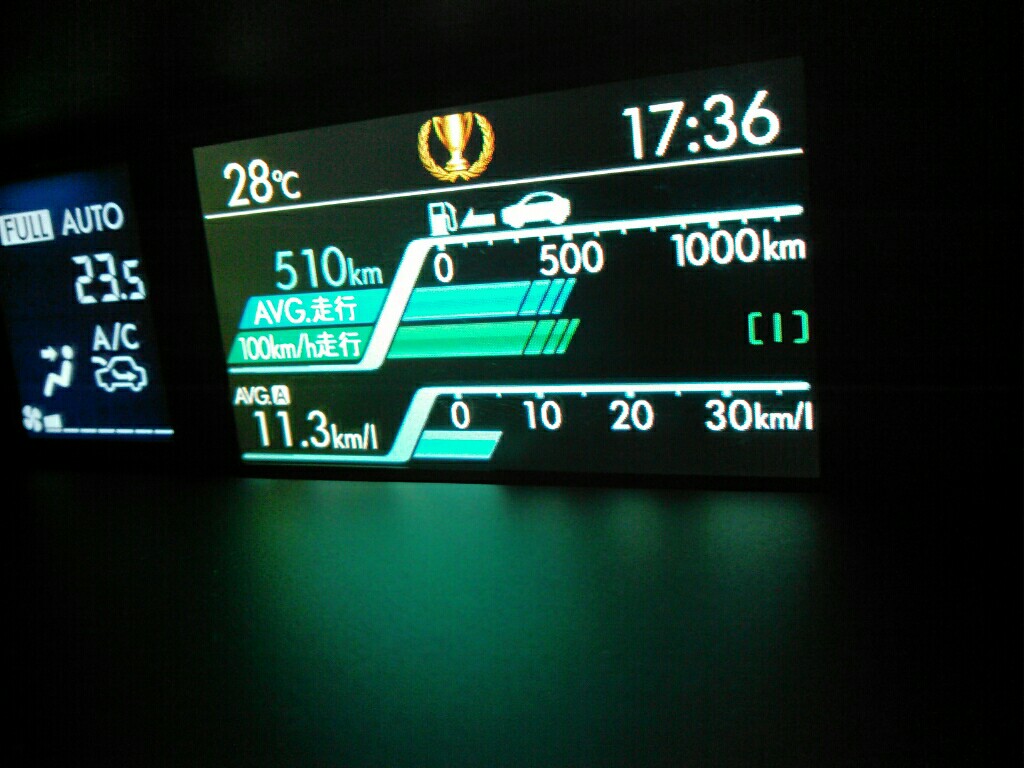 FULL AUTO
23.5
A/C
28℃
17:36
510km
0 500 1000km
AVG.走行
100km/h走行
[1]
AVG.A
11.3km/l
0 10 20 30km/l